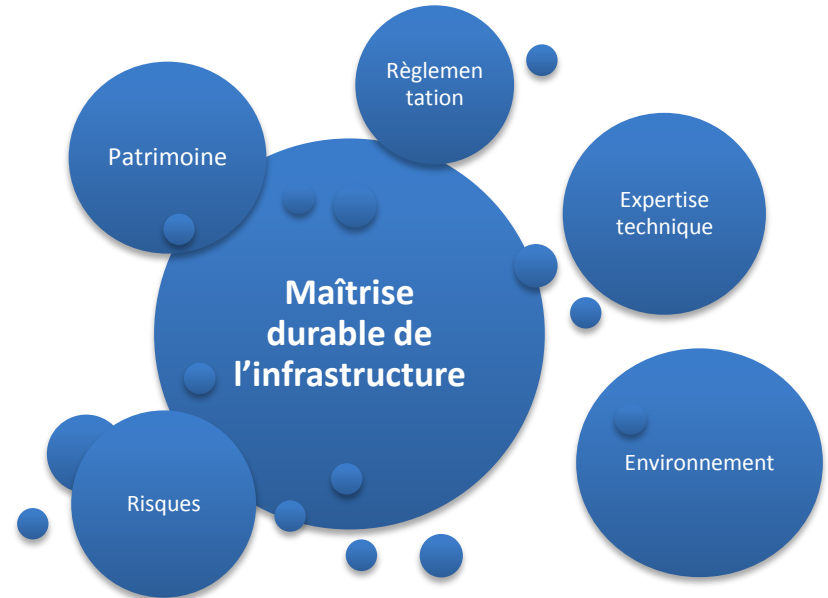 Règlemen
tation
Patrimoine
Expertise
technique
Maîtrise
durable de
l’infrastructure
Environnement
Risques